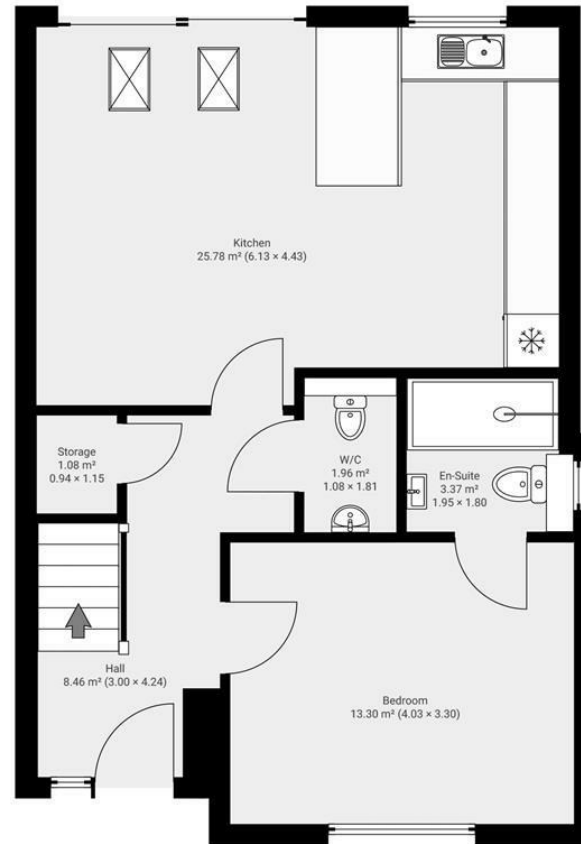 Kitchen
25.78 m² (6.13 × 4.43)
Storage
1.08 m²
0.94 × 1.15
W/C
1.96 m²
1.08 × 1.81
En-Suite
3.37 m²
1.95 × 1.80
Hall
8.46 m² (3.00 × 4.24)
Bedroom
13.30 m² (4.03 × 3.30)